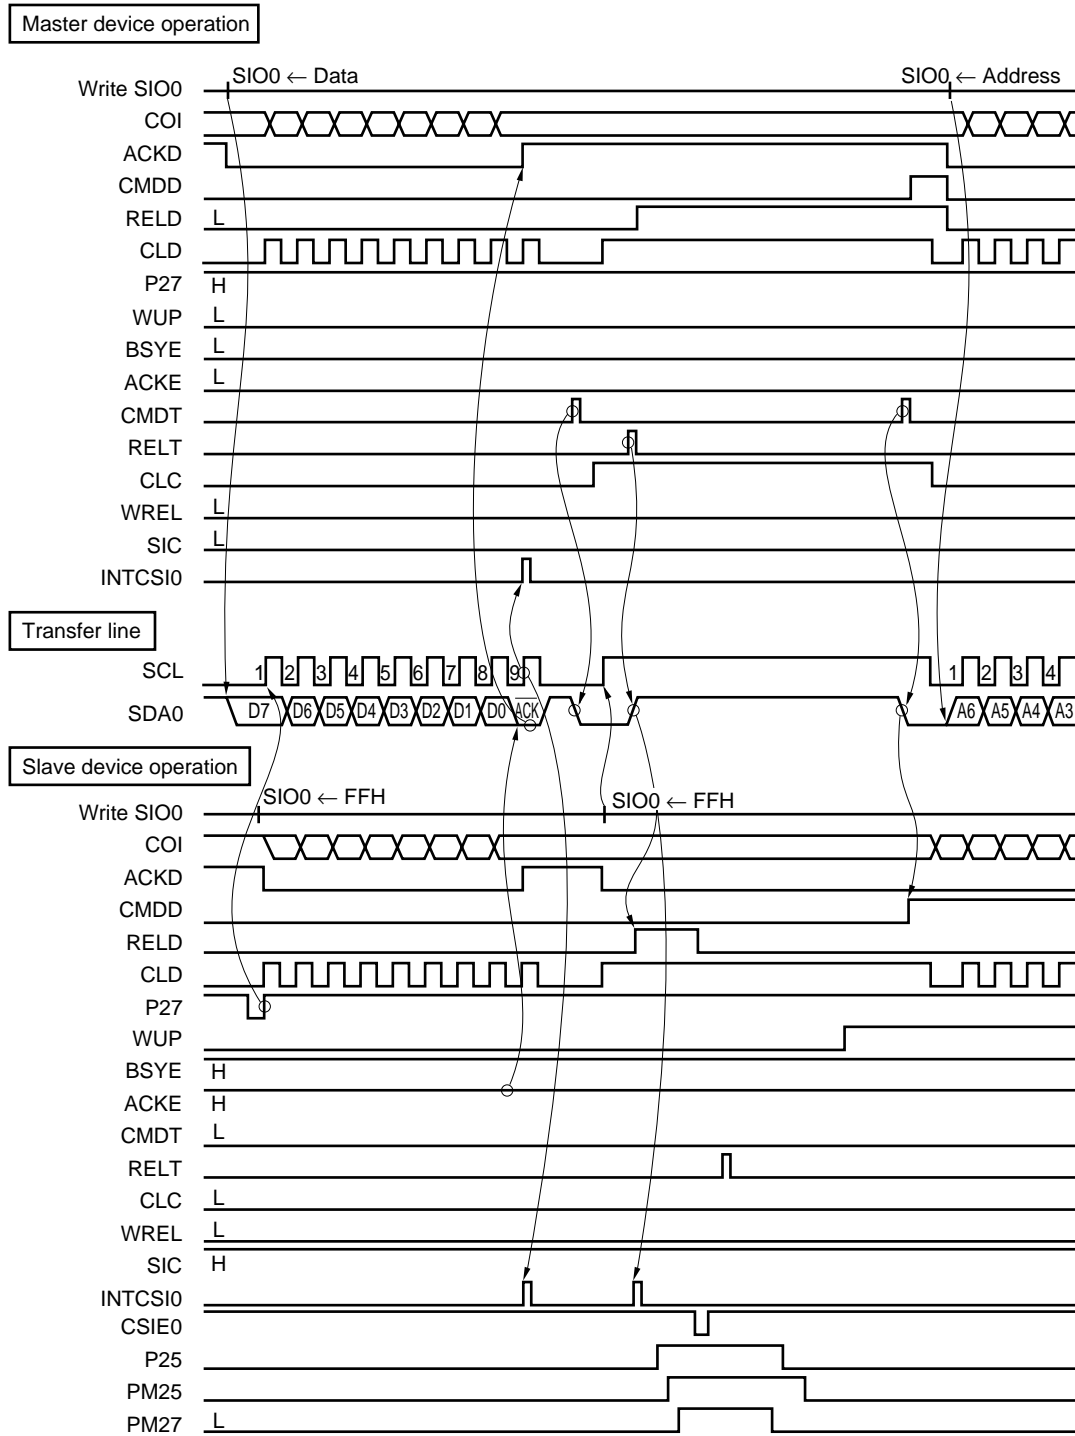 Master device operation
SIO0 ← Data
SIO0 ← Address
Write SIO0
COI
ACKD
CMDD
RELD L
CLD
P27 H
WUP L
BSYE L
ACKE L
CMDT
RELT
CLC
WREL L
SIC L
INTCSI0
Transfer line
SCL 1 2 3 4 5 6 7 8 9 1 2 3 4
SDA0 D7 D6 D5 D4 D3 D2 D1 D0 A̅C̅K̅ A6 A5 A4 A3
Slave device operation
SIO0 ← FFH
SIO0 ← FFH
Write SIO0
COI
ACKD
CMDD
RELD
CLD
P27
WUP
BSYE H
ACKE H
CMDT L
RELT
CLC L
WREL L
SIC H
INTCSI0
CSIE0
P25
PM25
PM27 L